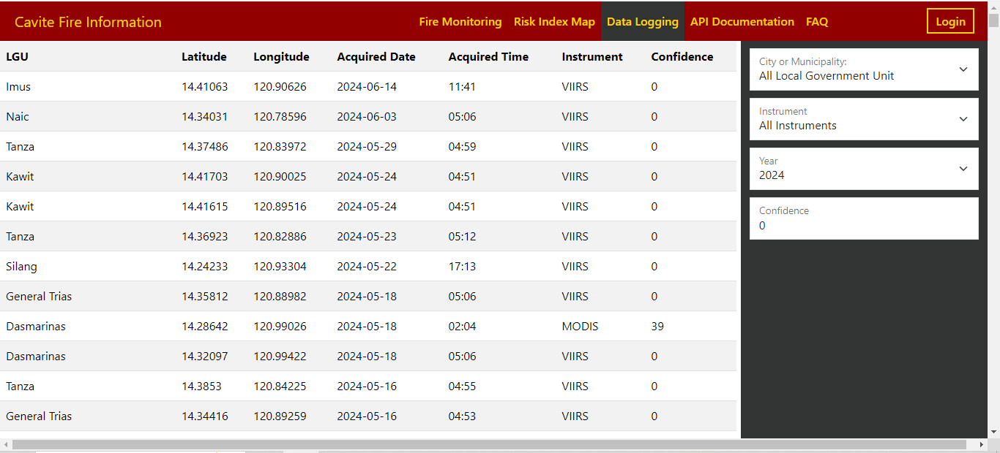 Cavite Fire Information Fire Monitoring Risk Index Map Data Logging API Documentation FAQ Login
LGU Latitude Longitude Acquired Date Acquired Time Instrument Confidence
Imus 14.41063 120.90626 2024-06-14 11:41 VIIRS 0
Naic 14.34031 120.78596 2024-06-03 05:06 VIIRS 0
Tanza 14.37486 120.83972 2024-05-29 04:59 VIIRS 0
Kawit 14.41703 120.90025 2024-05-24 04:51 VIIRS 0
Kawit 14.41615 120.89516 2024-05-24 04:51 VIIRS 0
Tanza 14.36923 120.82886 2024-05-23 05:12 VIIRS 0
Silang 14.24233 120.93304 2024-05-22 17:13 VIIRS 0
General Trias 14.35812 120.88982 2024-05-18 05:06 VIIRS 0
Dasmarinas 14.28642 120.99026 2024-05-18 02:04 MODIS 39
Dasmarinas 14.32097 120.99422 2024-05-18 05:06 VIIRS 0
Tanza 14.3853 120.84225 2024-05-16 04:55 VIIRS 0
General Trias 14.34416 120.89259 2024-05-16 04:53 VIIRS 0
City or Municipality:
All Local Government Unit
Instrument
All Instruments
Year
2024
Confidence
0